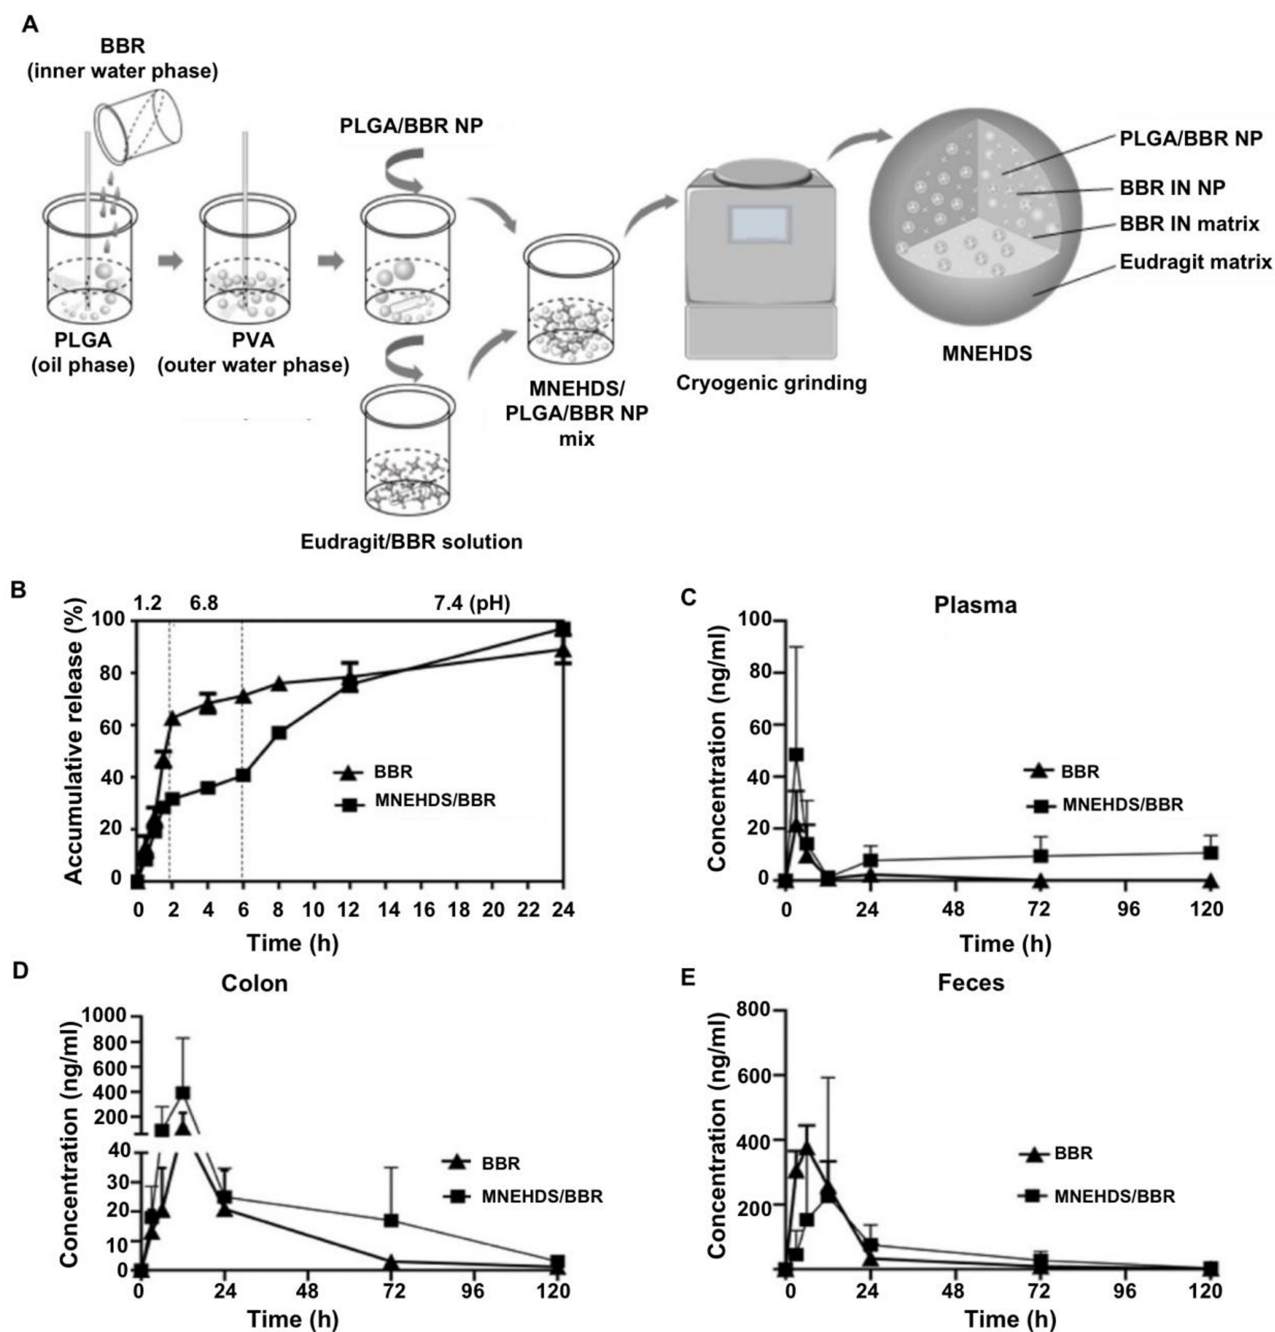 A
BBR
(inner water phase)
PLGA/BBR NP
PLGA
(oil phase)
PVA
(outer water phase)
MNEHDS/
PLGA/BBR NP
mix
Eudragit/BBR solution
Cryogenic grinding
PLGA/BBR NP
BBR IN NP
BBR IN matrix
Eudragit matrix
MNEHDS
B
1.2 6.8 7.4 (pH)
Accumulative release (%)
100
80
60
40
20
0
BBR
MNEHDS/BBR
0 2 4 6 8 10 12 14 16 18 20 22 24
Time (h)
C
Plasma
Concentration (ng/ml)
100
80
60
40
20
0
BBR
MNEHDS/BBR
0 24 48 72 96 120
Time (h)
D
Colon
Concentration (ng/ml)
1000
800
600
400
200
40
30
20
10
0
BBR
MNEHDS/BBR
0 24 48 72 96 120
Time (h)
E
Feces
Concentration (ng/ml)
800
600
400
200
BBR
MNEHDS/BBR
0 24 48 72 96 120
Time (h)